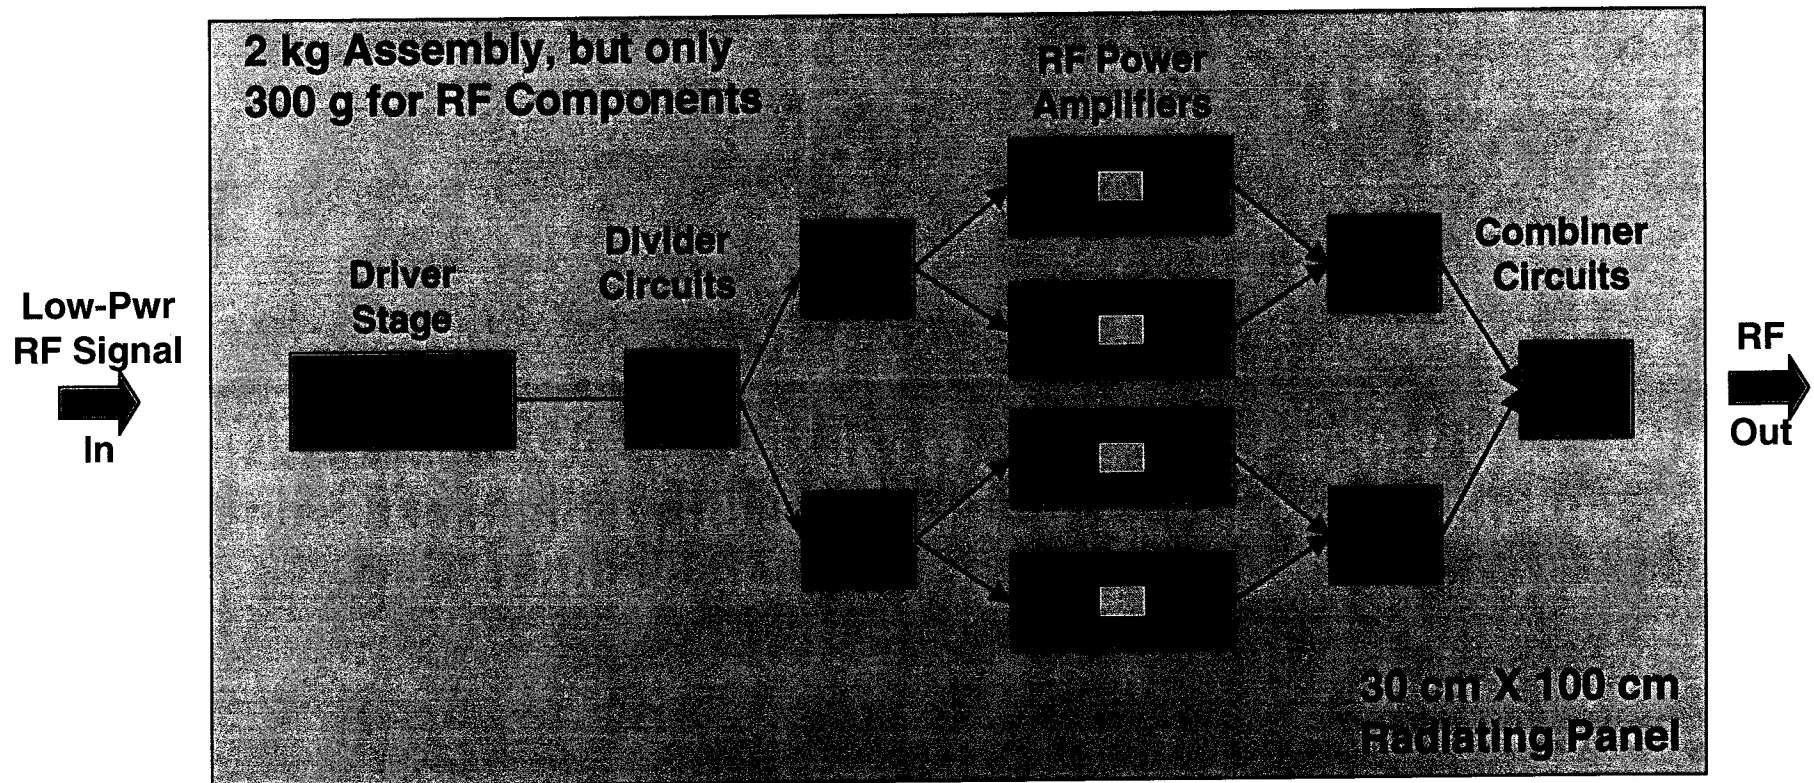 2 kg Assembly, but only
300 g for RF Components
RF Power
Amplifiers
Divider
Circuits
Driver
Stage
Combiner
Circuits
Low-Pwr
RF Signal
In
RF
Out
30 cm X 100 cm
Radiating Panel